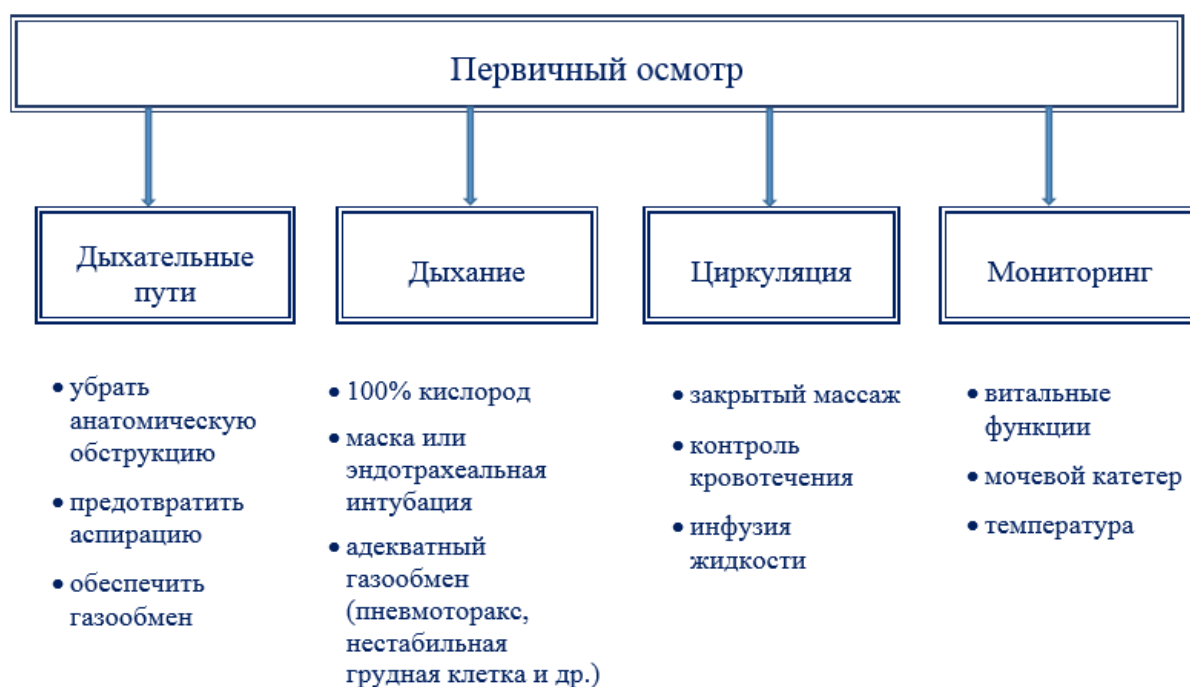 Первичный осмотр
Дыхательные
пути
Дыхание
Циркуляция
Мониторинг
• убрать
анатомическую
обструкцию
• предотвратить
аспирацию
• обеспечить
газообмен
• 100% кислород
• маска или
эндотрахеальная
интубация
• адекватный
газообмен
(пневмоторакс,
нестабильная
грудная клетка и др.)
• закрытый массаж
• контроль
кровотечения
• инфузия
жидкости
• витальные
функции
• мочевой катетер
• температура